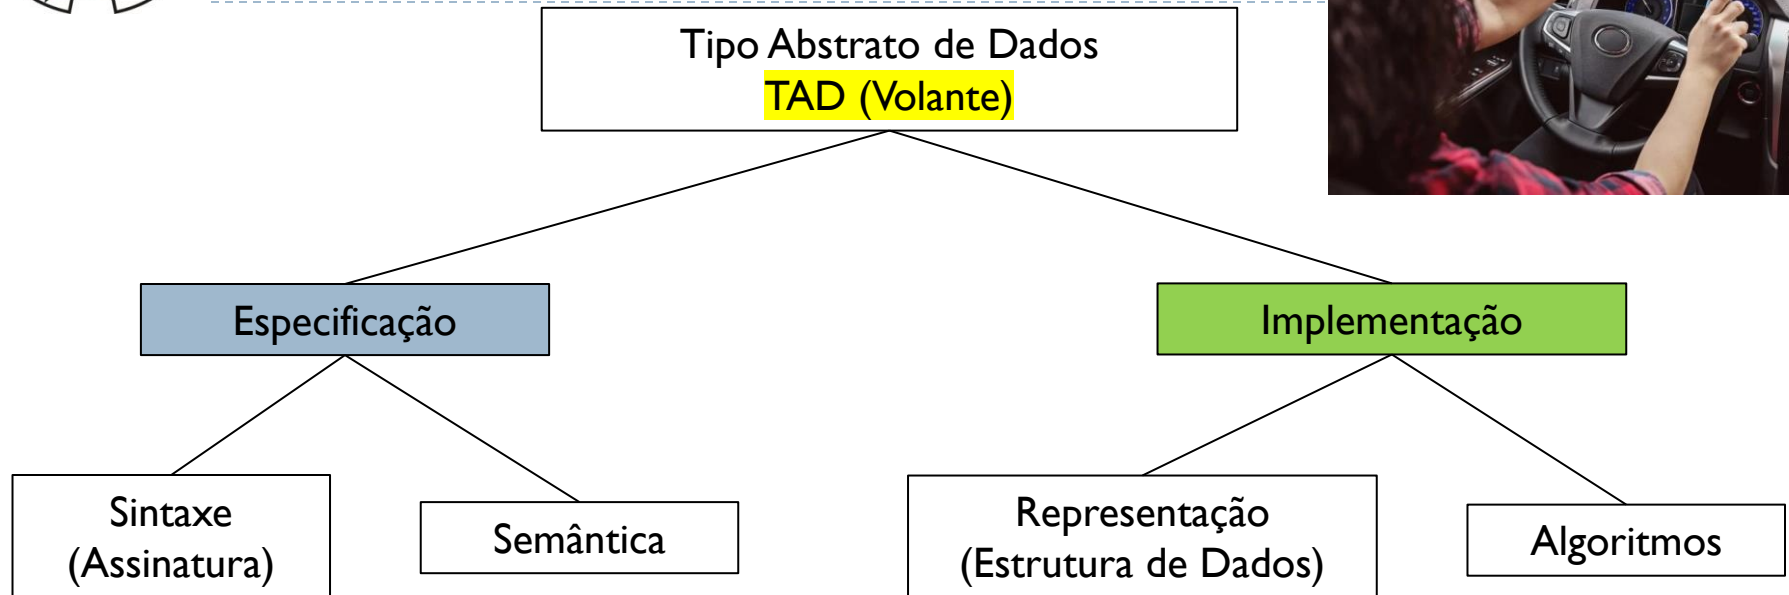 Tipo Abstrato de Dados
TAD (Volante)
Especificação
Implementação
Sintaxe
(Assinatura)
Semântica
Representação
(Estrutura de Dados)
Algoritmos